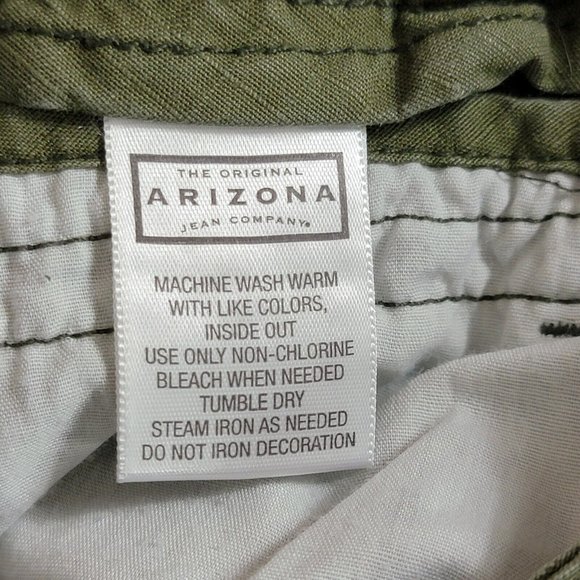 THE ORIGINAL
ARIZONA
JEAN COMPANY®
MACHINE WASH WARM
WITH LIKE COLORS,
INSIDE OUT
USE ONLY NON-CHLORINE
BLEACH WHEN NEEDED
TUMBLE DRY
STEAM IRON AS NEEDED
DO NOT IRON DECORATION